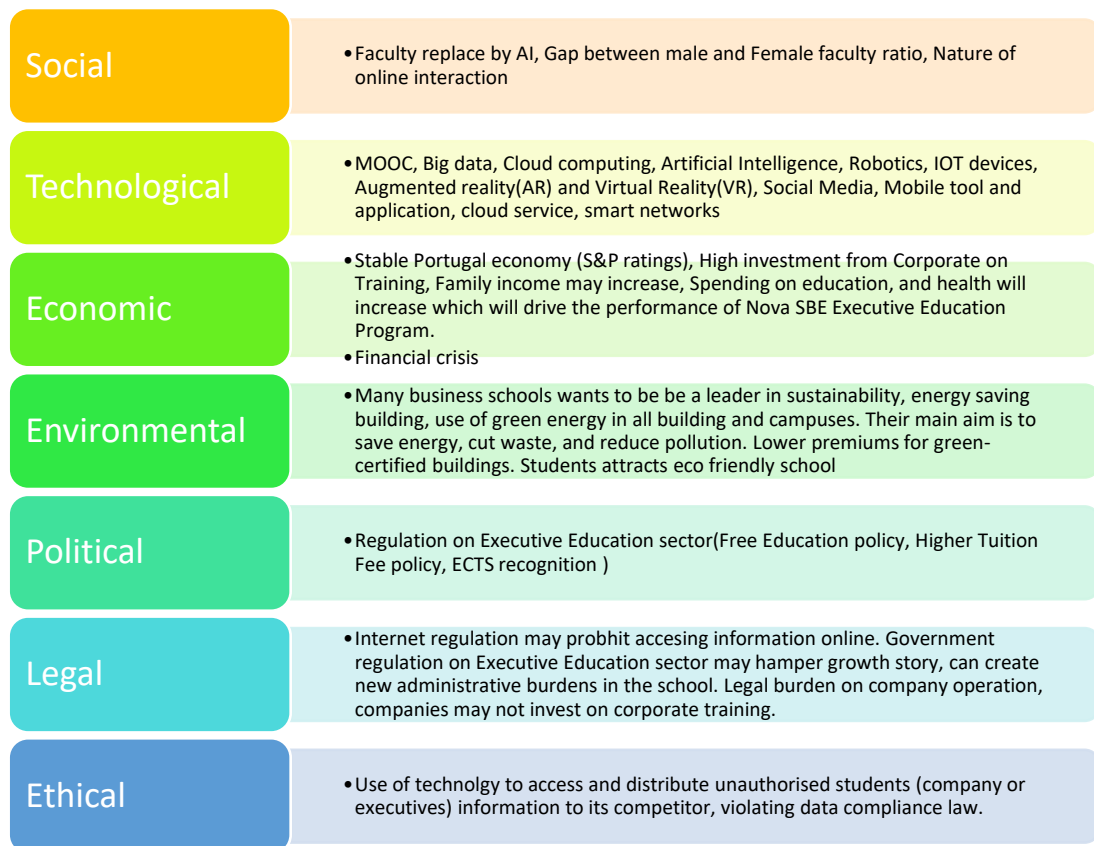 Social
•Faculty replace by AI, Gap between male and Female faculty ratio, Nature of
online interaction
Technological
•MOOC, Big data, Cloud computing, Artificial Intelligence, Robotics, IOT devices,
Augmented reality(AR) and Virtual Reality(VR), Social Media, Mobile tool and
application, cloud service, smart networks
Economic
•Stable Portugal economy (S&P ratings), High investment from Corporate on
Training, Family income may increase, Spending on education, and health will
increase which will drive the performance of Nova SBE Executive Education
Program.
•Financial crisis
Environmental
•Many business schools wants to be be a leader in sustainability, energy saving
building, use of green energy in all building and campuses. Their main aim is to
save energy, cut waste, and reduce pollution. Lower premiums for green-
certified buildings. Students attracts eco friendly school
Political
•Regulation on Executive Education sector(Free Education policy, Higher Tuition
Fee policy, ECTS recognition )
Legal
•Internet regulation may probhit accesing information online. Government
regulation on Executive Education sector may hamper growth story, can create
new administrative burdens in the school. Legal burden on company operation,
companies may not invest on corporate training.
Ethical
•Use of technolgy to access and distribute unauthorised students (company or
executives) information to its competitor, violating data compliance law.